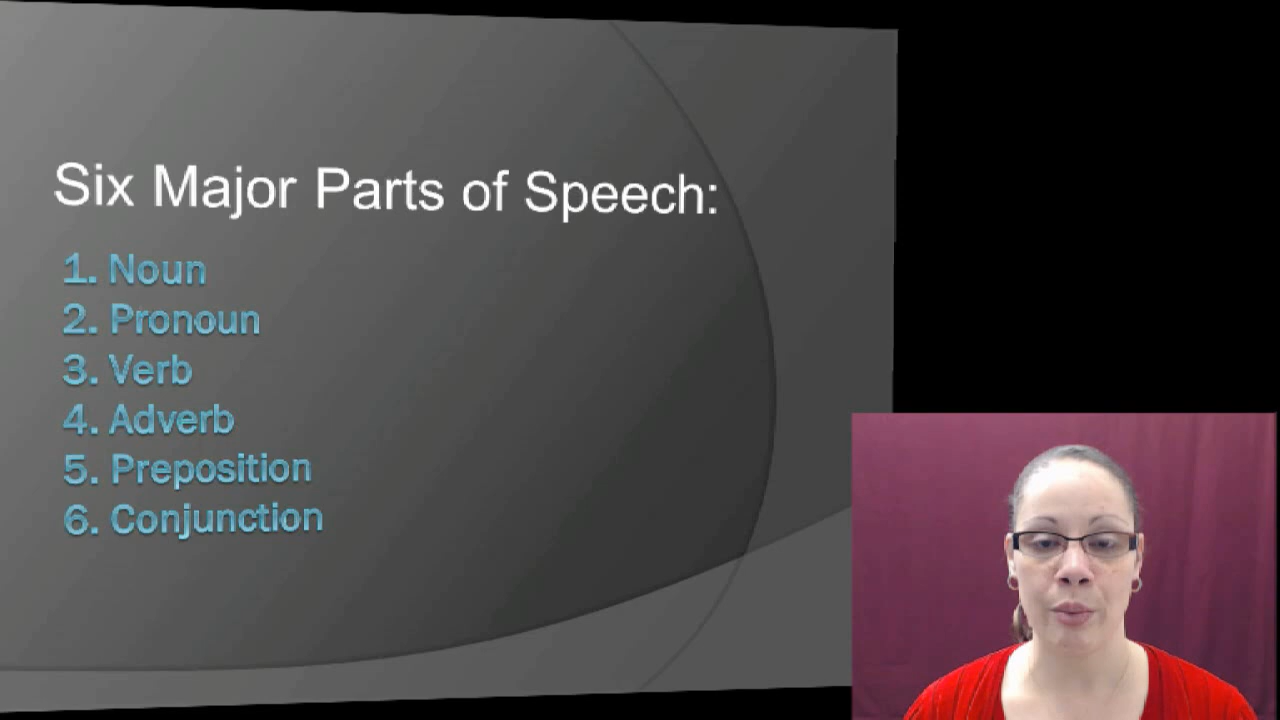 Six Major Parts of Speech:
1. Noun
2. Pronoun
3. Verb
4. Adverb
5. Preposition
6. Conjunction